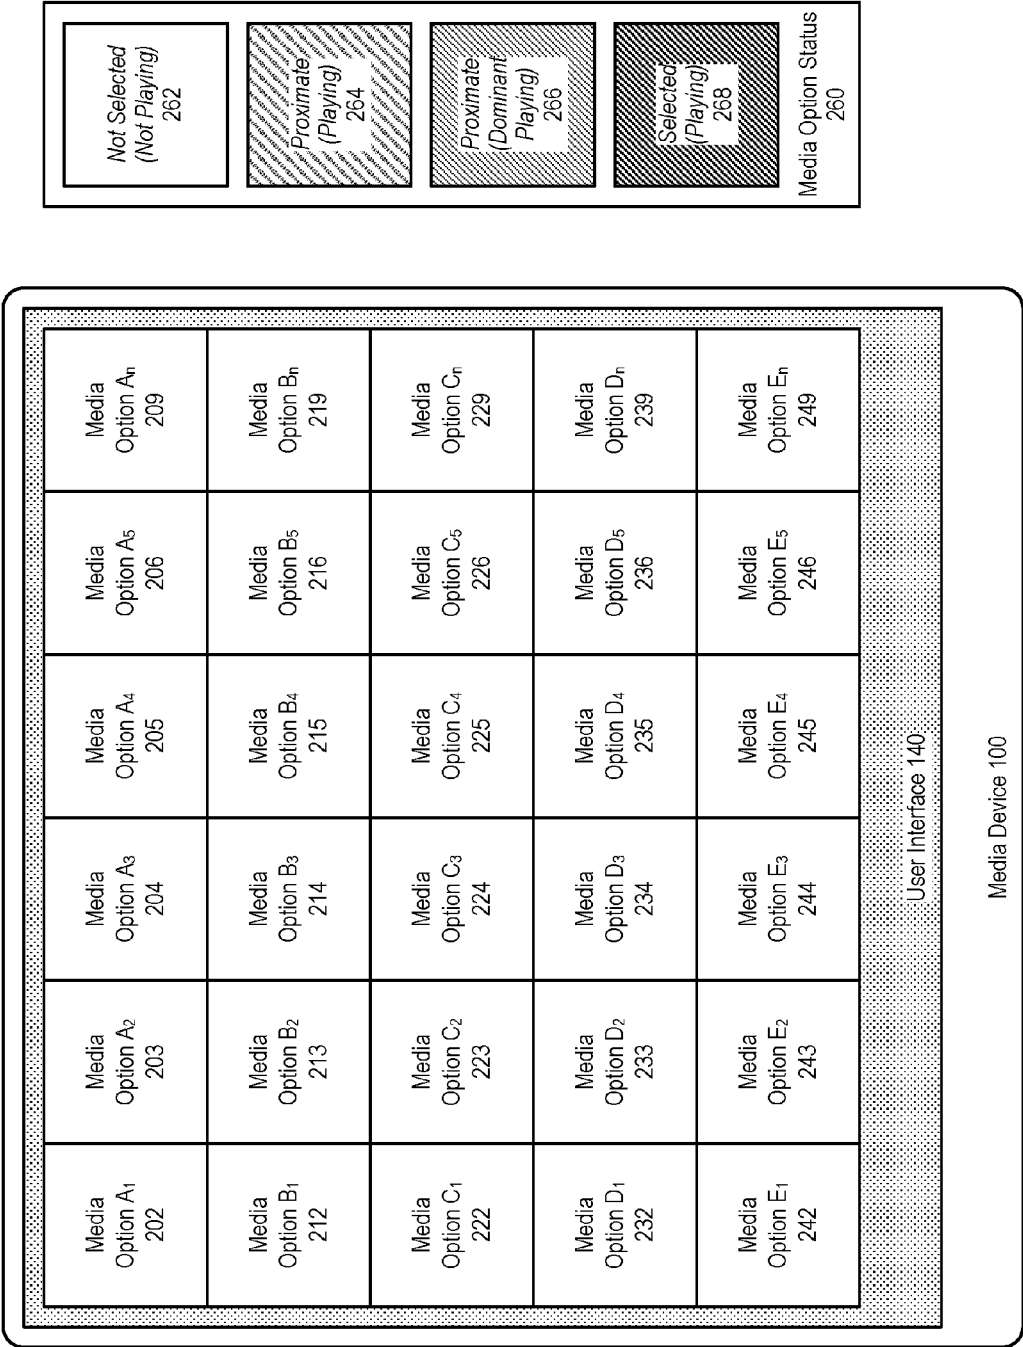 Media
Option A1
202
Media
Option A2
203
Media
Option A3
204
Media
Option A4
205
Media
Option A5
206
Media
Option An
209
Media
Option B1
212
Media
Option B2
213
Media
Option B3
214
Media
Option B4
215
Media
Option B5
216
Media
Option Bn
219
Media
Option C1
222
Media
Option C2
223
Media
Option C3
224
Media
Option C4
225
Media
Option C5
226
Media
Option Cn
229
Media
Option D1
232
Media
Option D2
233
Media
Option D3
234
Media
Option D4
235
Media
Option D5
236
Media
Option Dn
239
Media
Option E1
242
Media
Option E2
243
Media
Option E3
244
Media
Option E4
245
Media
Option E5
246
Media
Option En
249
User Interface 140
Media Device 100
Not Selected
(Not Playing)
262
Proximate
(Playing)
264
Proximate
(Dominant
Playing)
266
Selected
(Playing)
268
Media Option Status
260